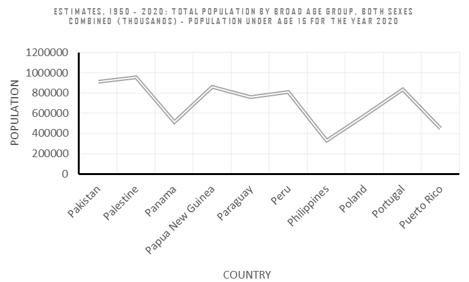 ESTIMATES, 1950 - 2020: TOTAL POPULATION BY BROAD AGE GROUP, BOTH SEXES
COMBINED (THOUSANDS) - POPULATION UNDER AGE 15 FOR THE YEAR 2020
1200000
1000000
800000
600000
400000
200000
0
POPULATION
Pakistan
Palestine
Panama
Papua New Guinea
Paraguay
Peru
Philippines
Poland
Portugal
Puerto Rico
COUNTRY